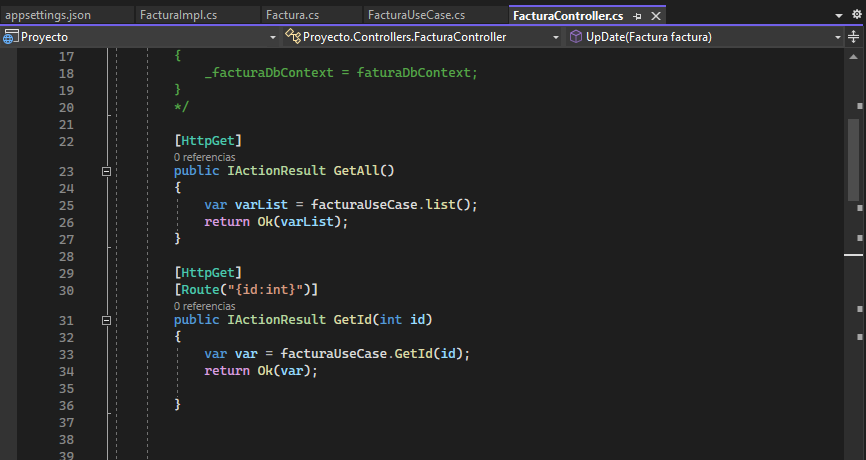 appsettings.json FacturaImpl.cs Factura.cs FacturaUseCase.cs FacturaController.cs
Proyecto Proyecto.Controllers.FacturaController UpDate(Factura factura)
17 {
18 _facturaDbContext = faturaDbContext;
19 }
20 */
21
22 [HttpGet]
0 referencias
23 public IActionResult GetAll()
24 {
25 var varList = facturaUseCase.list();
26 return Ok(varList);
27 }
28
29 [HttpGet]
30 [Route("{id:int}")]
0 referencias
31 public IActionResult GetId(int id)
32 {
33 var var = facturaUseCase.GetId(id);
34 return Ok(var);
35
36 }
37
38
39